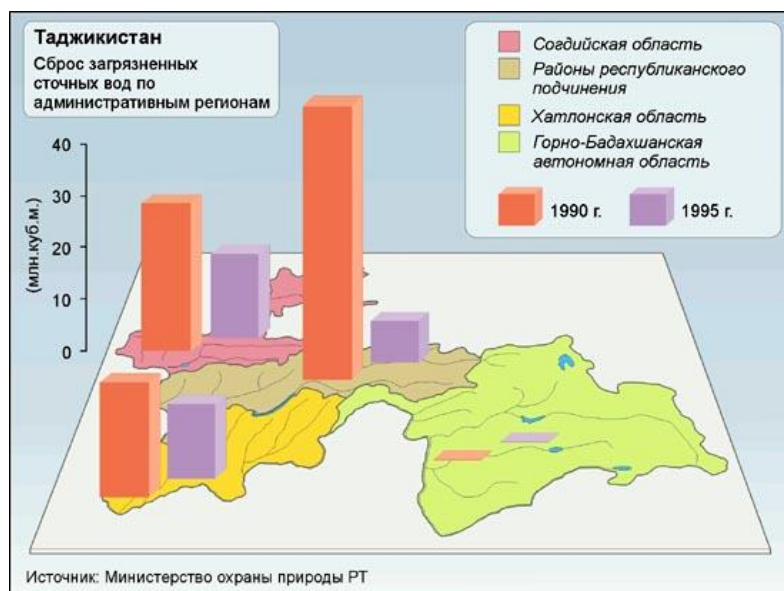 Таджикистан
Сброс загрязненных
сточных вод по
административным регионам
Согдийская область
Районы республиканского
подчинения
Хатлонская область
Горно-Бадахшанская
автономная область
1990 г.
1995 г.
(млн.куб.м.)
40
30
20
10
0
Источник: Министерство охраны природы РТ